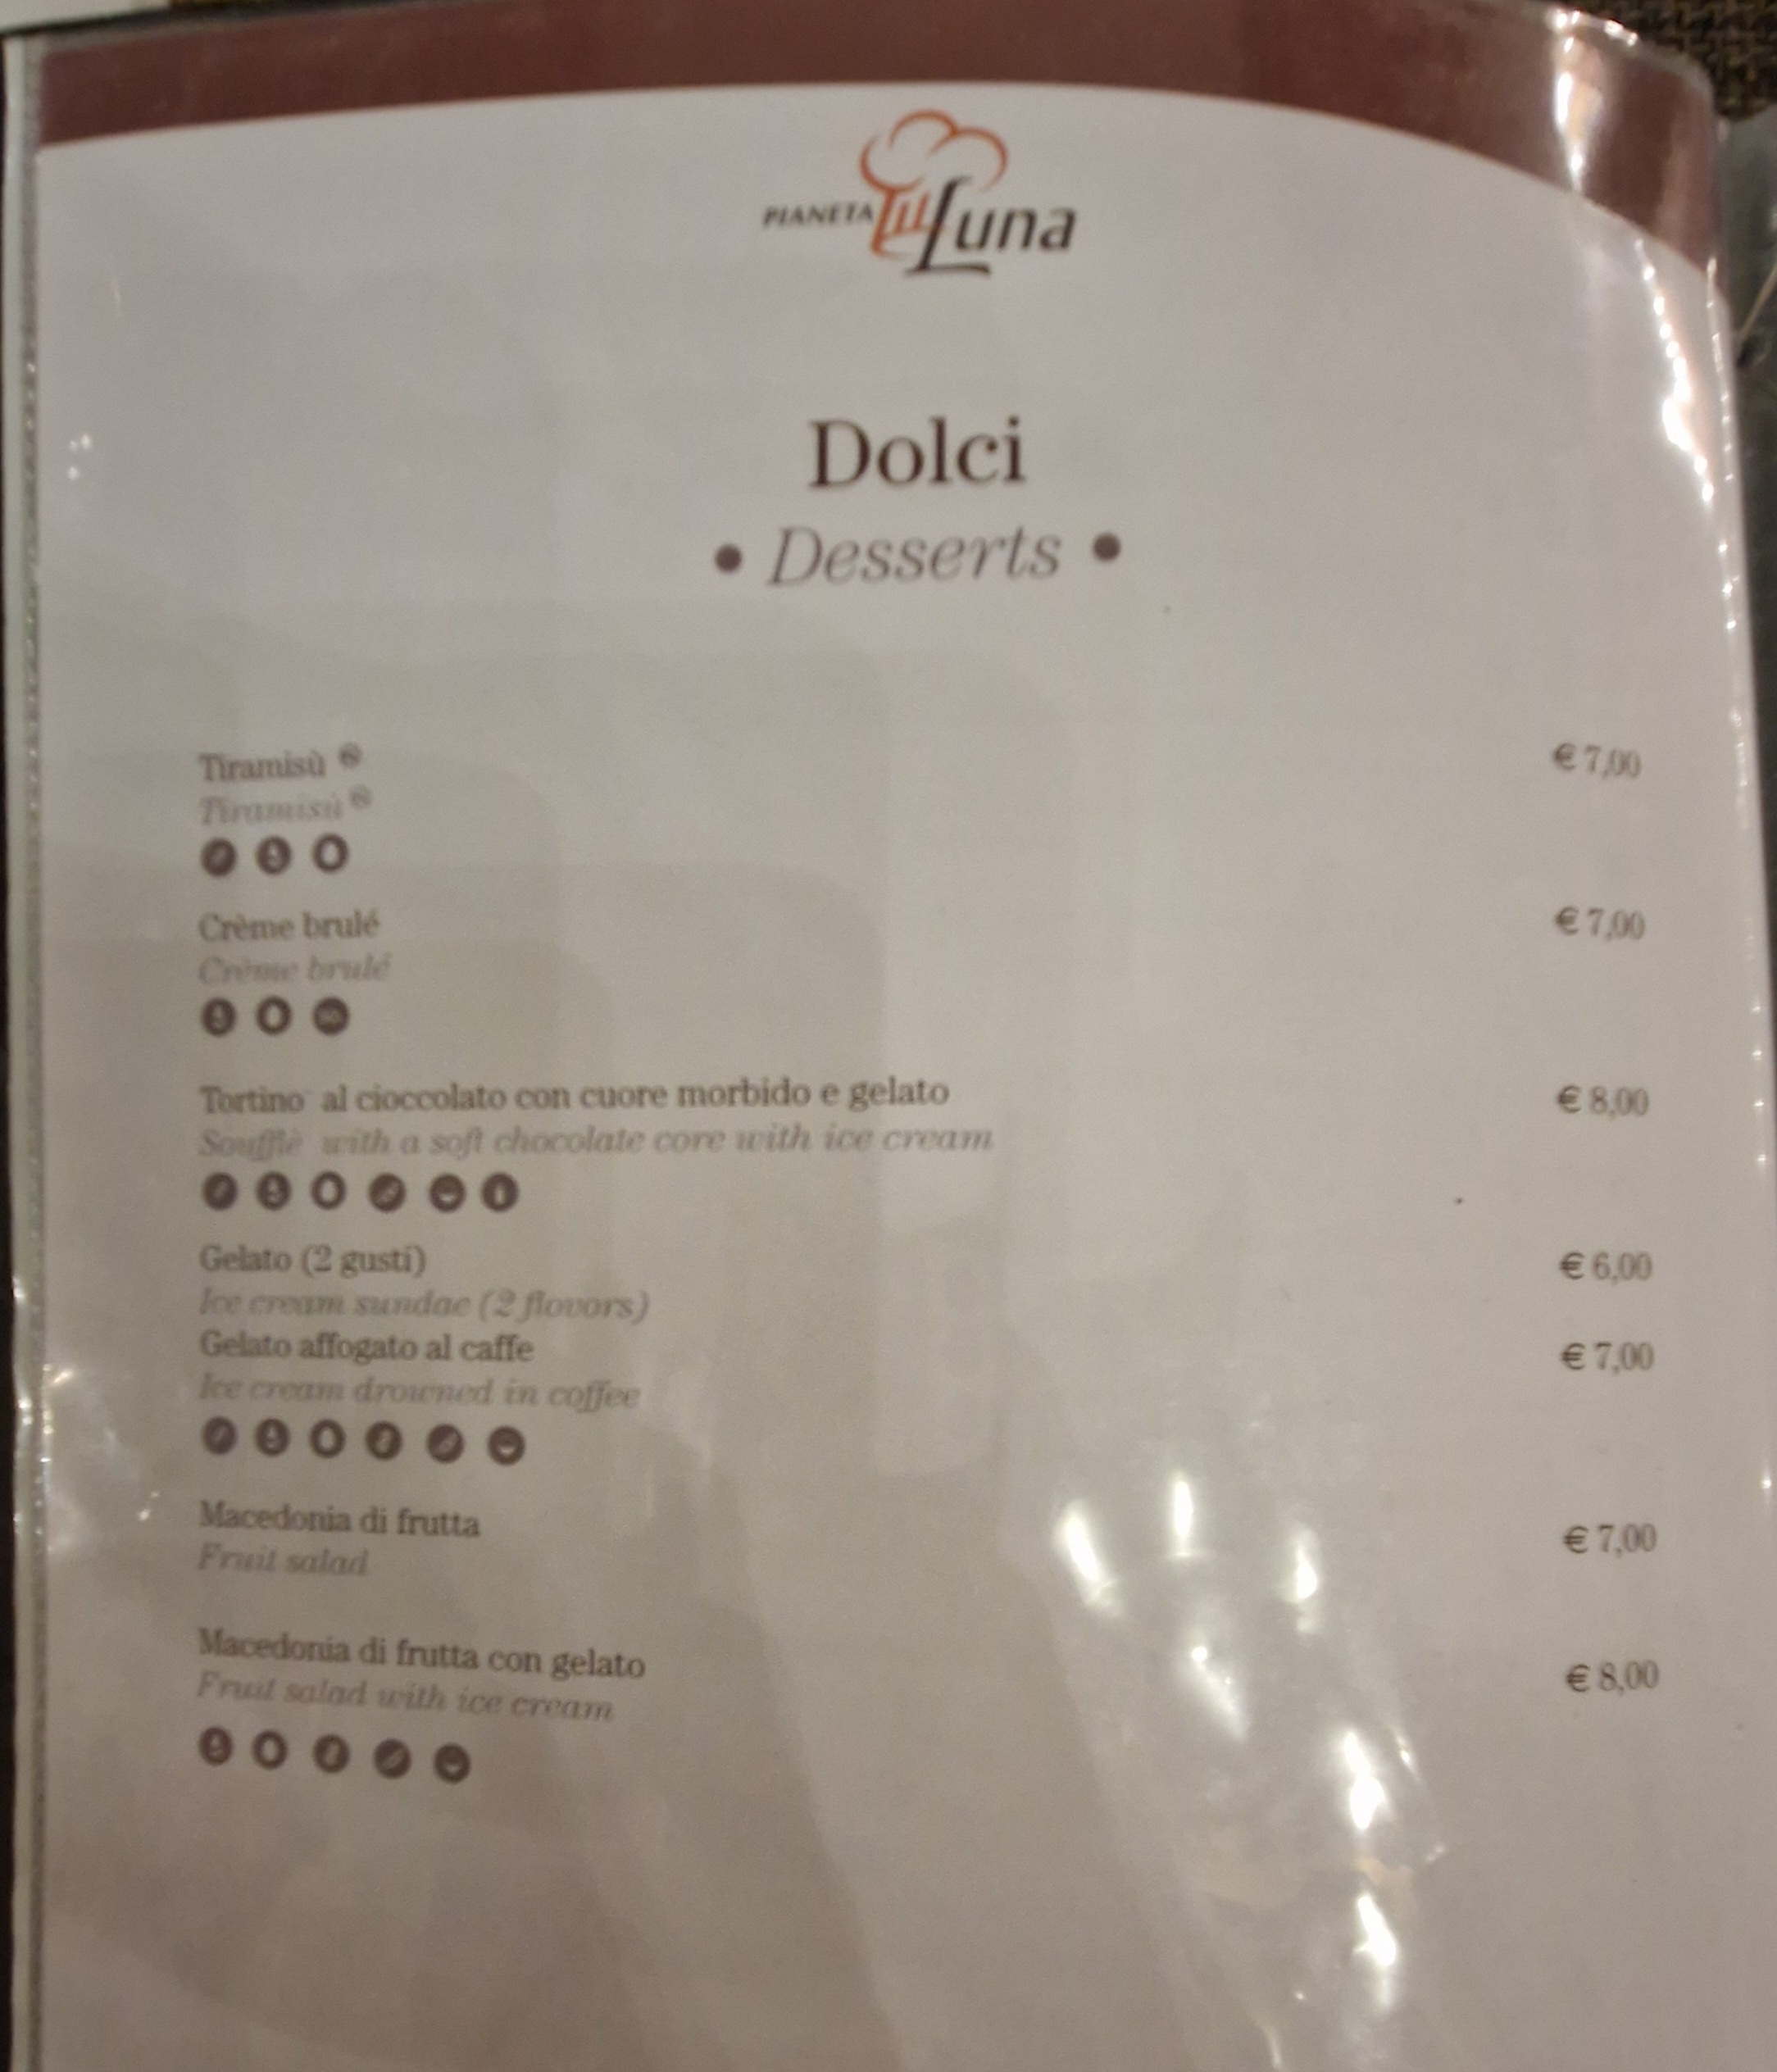 PIANETA Luna
Dolci
• Desserts •
Tiramisù € 7,00
Tiramisù
Crème brulé € 7,00
Crème brulé
Tortino al cioccolato con cuore morbido e gelato € 8,00
Soufflè with a soft chocolate core with ice cream
Gelato (2 gusti) € 6,00
Ice cream sundae (2 flovors)
Gelato affogato al caffe € 7,00
Ice cream drowned in coffee
Macedonia di frutta € 7,00
Fruit salad
Macedonia di frutta con gelato € 8,00
Fruit salad with ice cream